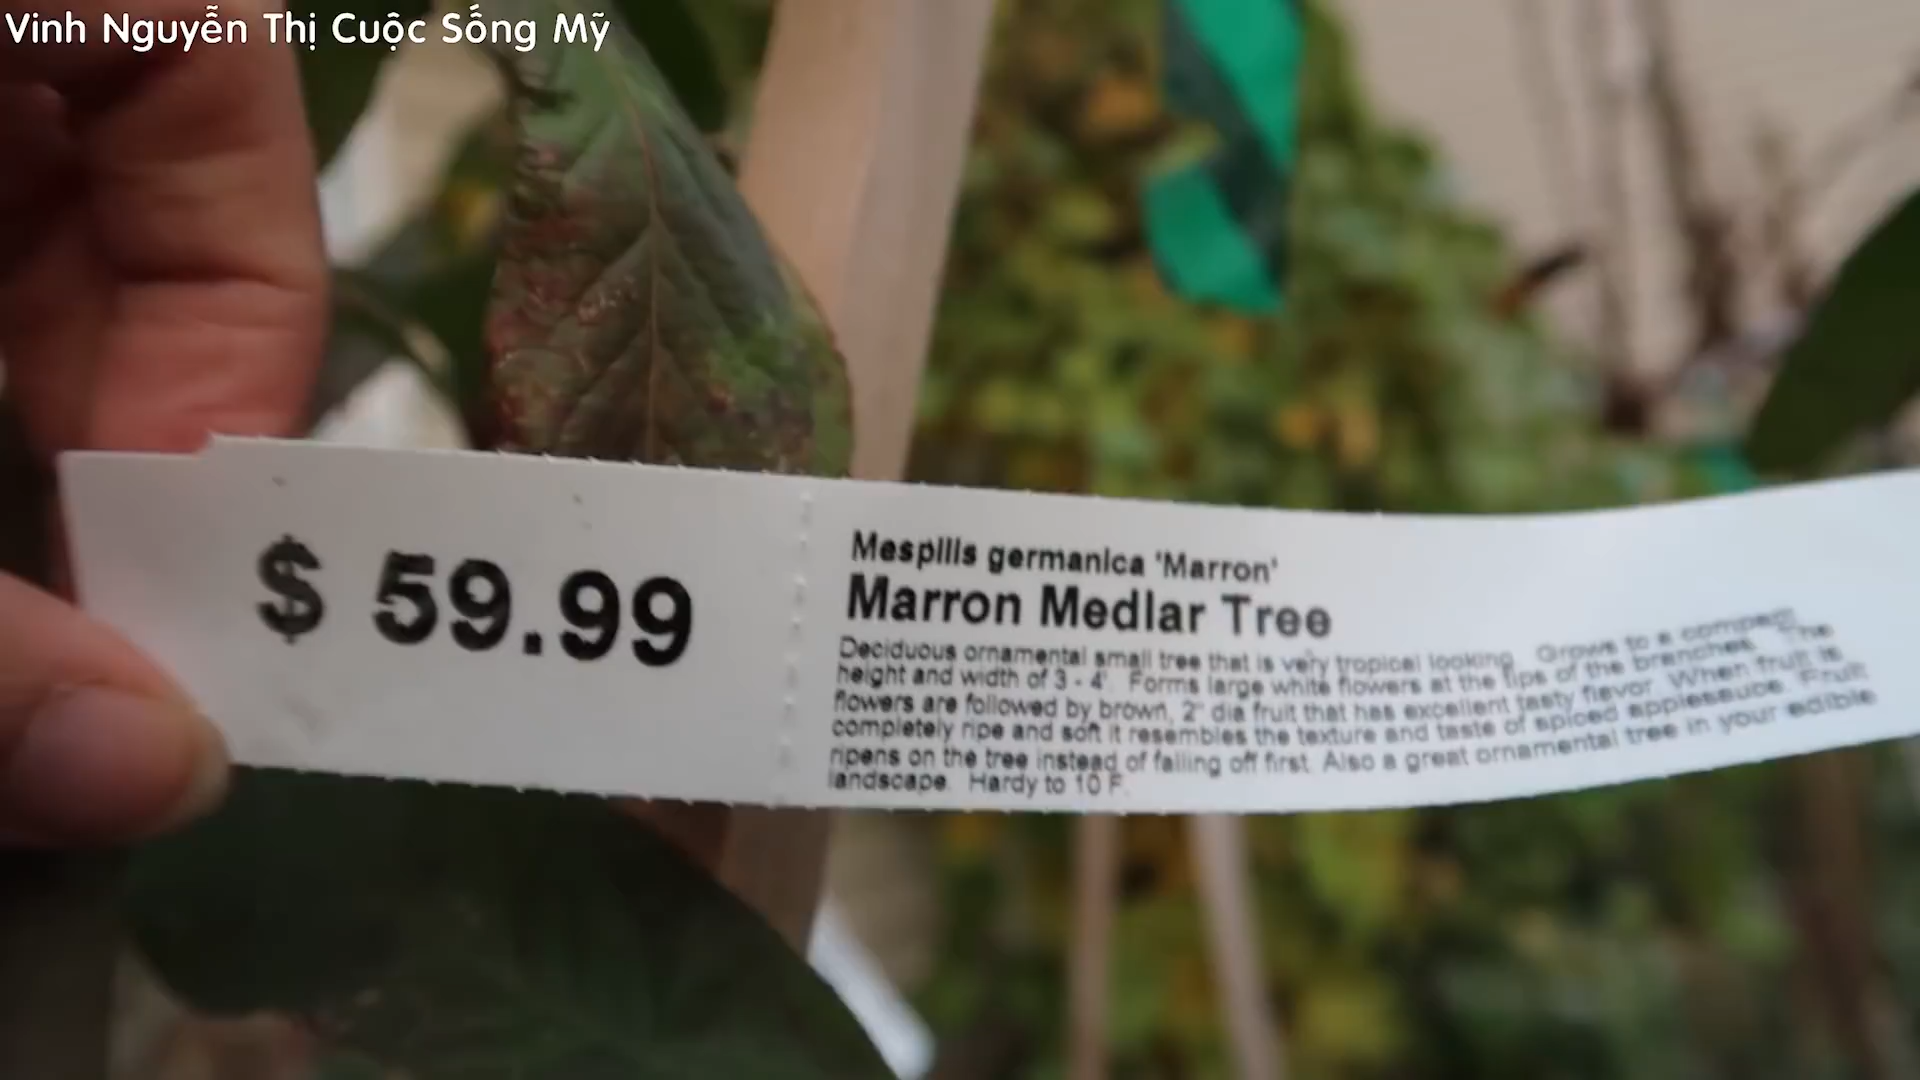 Vinh Nguyễn Thị Cuộc Sống Mỹ
$ 59.99
Mespilis germanica 'Marron'
Marron Medlar Tree
Deciduous ornamental small tree that is very tropical looking. Grows to a compact
height and width of 3 - 4'. Forms large white flowers at the tips of the branches. The
flowers are followed by brown, 2" dia fruit that has excellent tasty flavor. When fruit is
completely ripe and soft it resembles the texture and taste of spiced applesauce. Fruit
ripens on the tree instead of falling off first. Also a great ornamental tree in your edible
landscape. Hardy to 10 F.